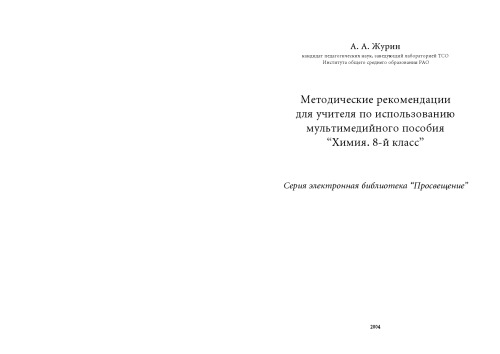 А. А. Журин
кандидат педагогических наук, заведующий лабораторией ТСО
Института общего среднего образования РАО
Методические рекомендации
для учителя по использованию
мультимедийного пособия
“Химия. 8-й класс”
Серия электронная библиотека “Просвещение”
2004